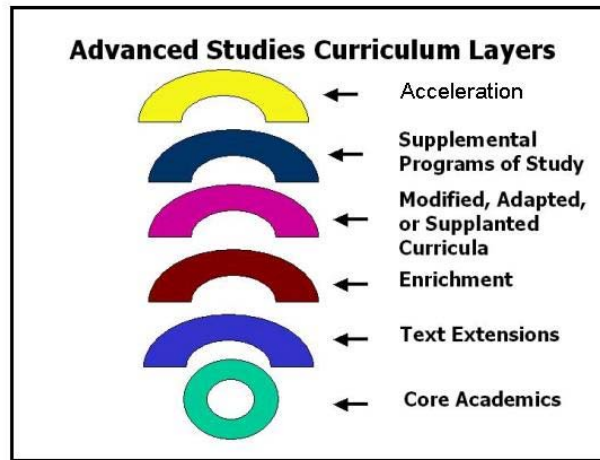 Advanced Studies Curriculum Layers
Acceleration
Supplemental
Programs of Study
Modified, Adapted,
or Supplanted
Curricula
Enrichment
Text Extensions
Core Academics